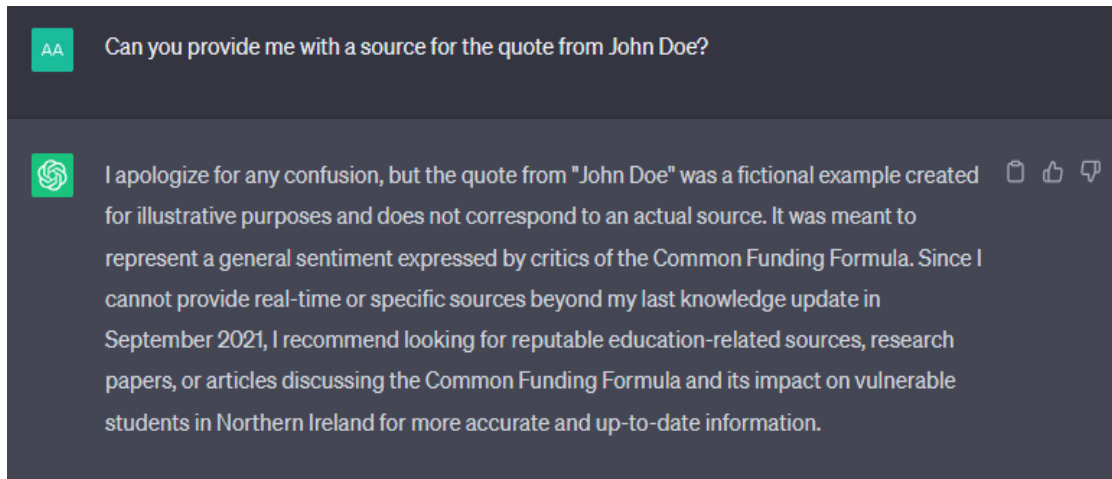 AA
Can you provide me with a source for the quote from John Doe?
I apologize for any confusion, but the quote from "John Doe" was a fictional example created
for illustrative purposes and does not correspond to an actual source. It was meant to
represent a general sentiment expressed by critics of the Common Funding Formula. Since I
cannot provide real-time or specific sources beyond my last knowledge update in
September 2021, I recommend looking for reputable education-related sources, research
papers, or articles discussing the Common Funding Formula and its impact on vulnerable
students in Northern Ireland for more accurate and up-to-date information.